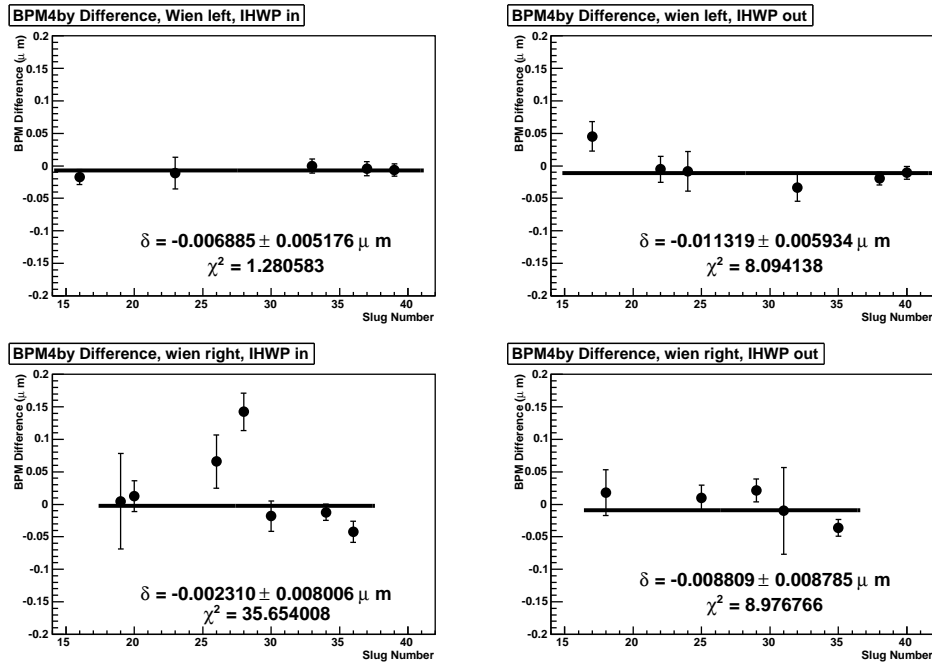 BPM4by Difference, Wien left, IHWP in
BPM Difference (μ m)
0.2
0.15
0.1
0.05
0
-0.05
-0.1
-0.15
-0.2
δ = -0.006885 ± 0.005176 μ m
χ² = 1.280583
15 20 25 30 35 40
Slug Number
BPM4by Difference, wien left, IHWP out
BPM Difference (μ m)
0.2
0.15
0.1
0.05
0
-0.05
-0.1
-0.15
-0.2
δ = -0.011319 ± 0.005934 μ m
χ² = 8.094138
15 20 25 30 35 40
Slug Number
BPM4by Difference, wien right, IHWP in
BPM Difference (μ m)
0.2
0.15
0.1
0.05
0
-0.05
-0.1
-0.15
-0.2
δ = -0.002310 ± 0.008006 μ m
χ² = 35.654008
15 20 25 30 35 40
Slug Number
BPM4by Difference, wien right, IHWP out
BPM Difference (μ m)
0.2
0.15
0.1
0.05
0
-0.05
-0.1
-0.15
-0.2
δ = -0.008809 ± 0.008785 μ m
χ² = 8.976766
15 20 25 30 35 40
Slug Number